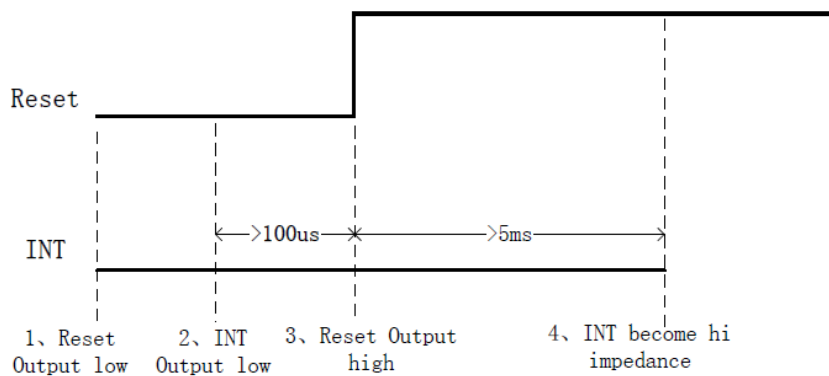 Reset
>100us
>5ms
INT
1、Reset
Output low
2、INT
Output low
3、Reset Output
high
4、INT become hi
impedance